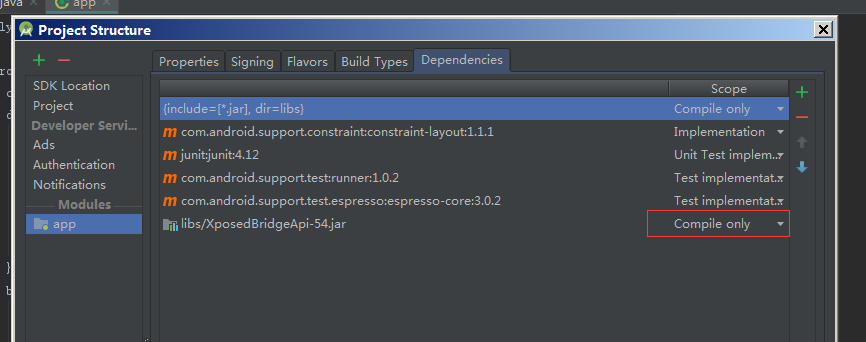 java
app
Project Structure
Properties
Signing
Flavors
Build Types
Dependencies
SDK Location
Project
Developer Servi...
Ads
Authentication
Notifications
Modules
app
Scope
{include=[*.jar], dir=libs}
Compile only
m com.android.support.constraint:constraint-layout:1.1.1
Implementation
m junit:junit:4.12
Unit Test implem...
m com.android.support.test:runner:1.0.2
Test implementat...
m com.android.support.test.espresso:espresso-core:3.0.2
Test implementat...
libs/XposedBridgeApi-54.jar
Compile only
}
b